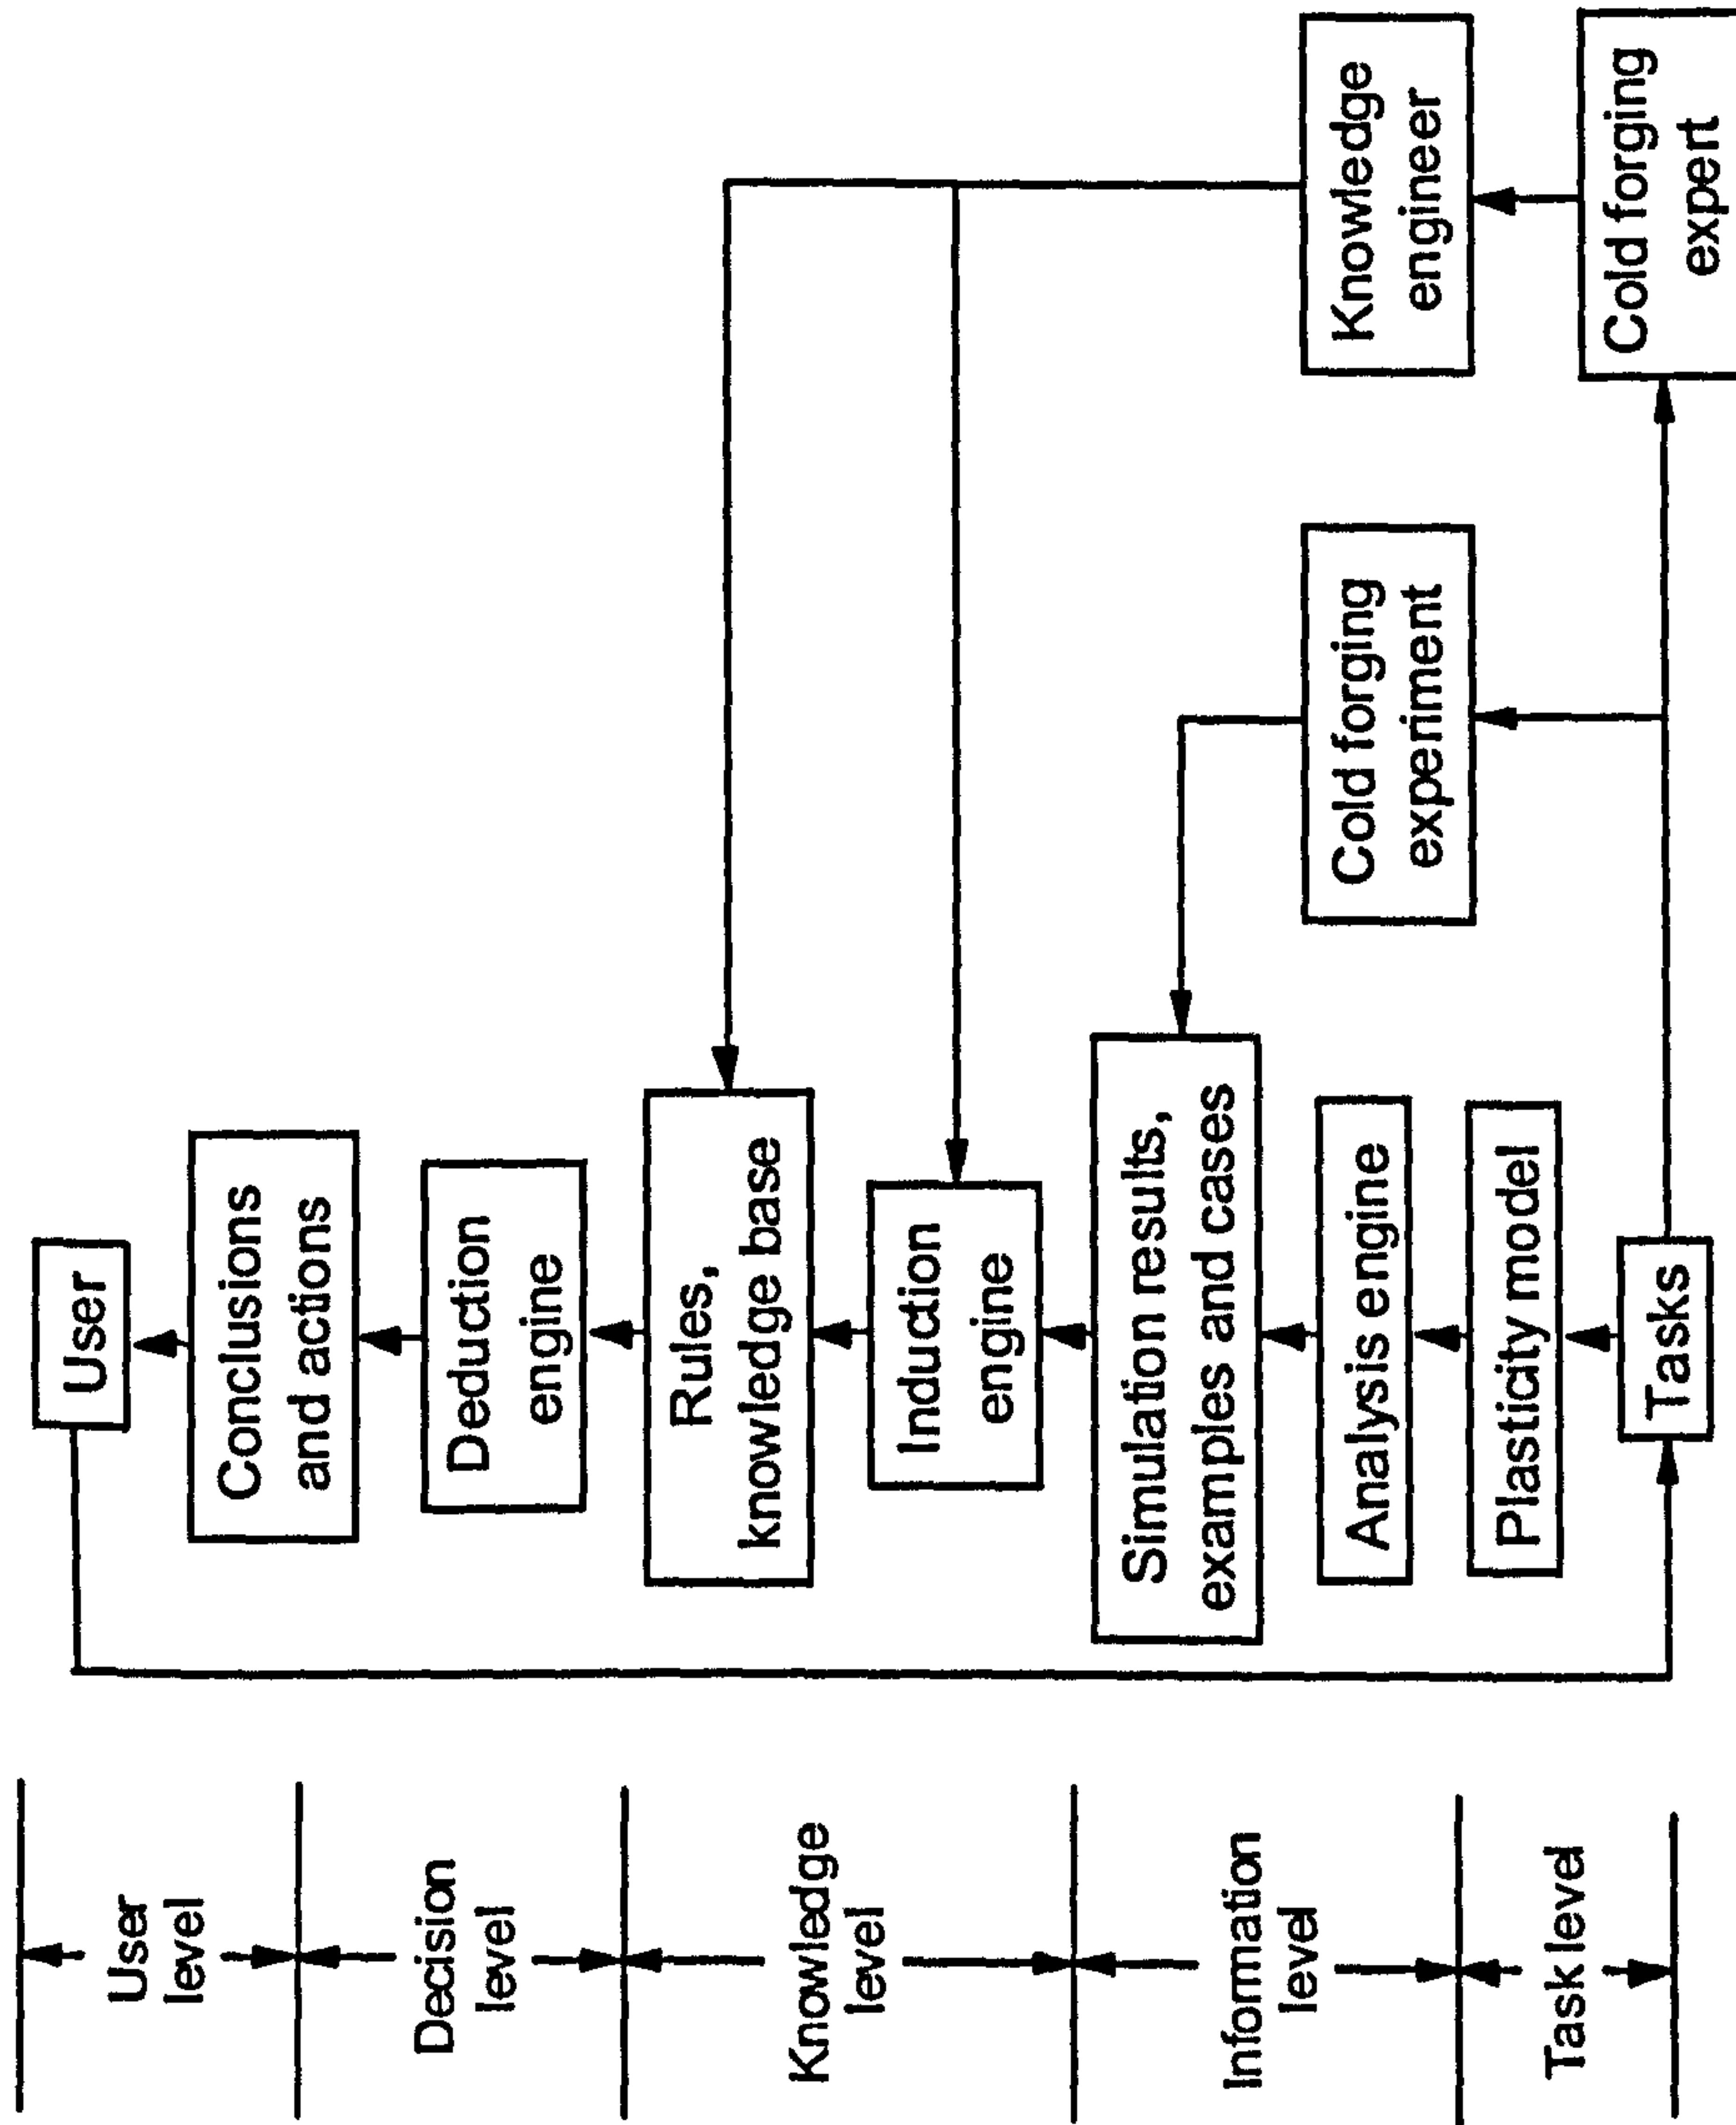 User
level
Decision
level
Knowledge
level
Information
level
Task level
User
Conclusions
and actions
Deduction
engine
Rules,
knowledge base
Induction
engine
Simulation results,
examples and cases
Analysis engine
Plasticity model
Tasks
Cold forging
experiment
Knowledge
engineer
Cold forging
expert